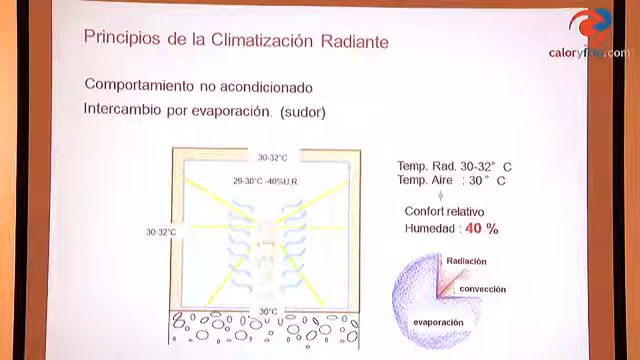 Principios de la Climatización Radiante
caloryfrio.com
Comportamiento no acondicionado
Intercambio por evaporación. (sudor)
30-32°C
29-30°C -40%U.R.
30-32°C
30°C
Temp. Rad. 30-32° C
Temp. Aire : 30° C
Confort relativo
Humedad : 40 %
Radiación
convección
evaporación